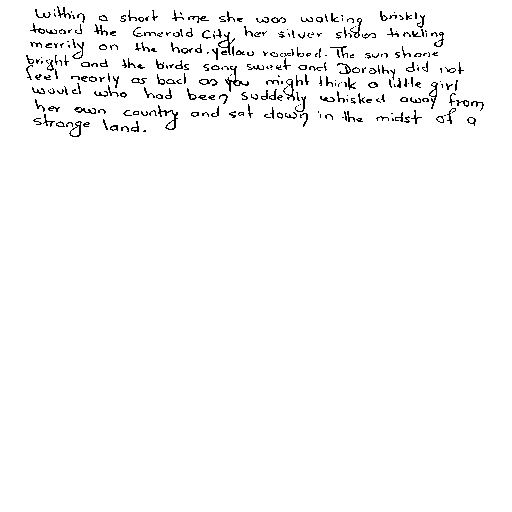 Within a short time she was walking briskly
toward the Emerald City, her silver shoes tinkling
merrily on the hard, yellow roadbed. The sun shone
bright and the birds sang sweet and Dorothy did not
feel nearly as bad as you might think a little girl
would who had been suddenly whisked away from
her own country and set down in the midst of a
strange land.